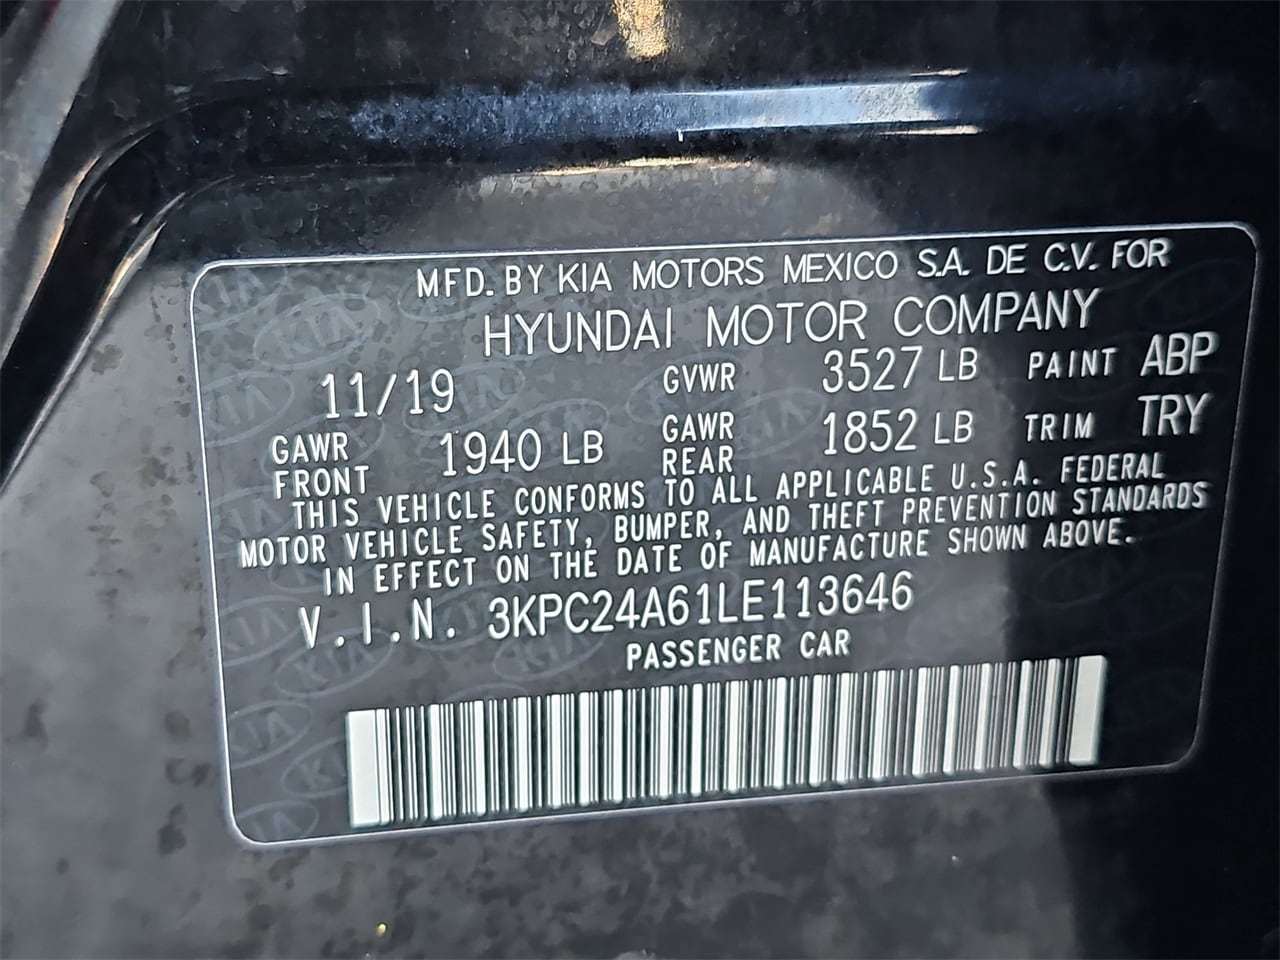 MFD. BY KIA MOTORS MEXICO S.A. DE C.V. FOR
HYUNDAI MOTOR COMPANY
11/19 GVWR 3527 LB PAINT ABP
GAWR FRONT 1940 LB GAWR REAR 1852 LB TRIM TRY
THIS VEHICLE CONFORMS TO ALL APPLICABLE U.S.A. FEDERAL
MOTOR VEHICLE SAFETY, BUMPER, AND THEFT PREVENTION STANDARDS
IN EFFECT ON THE DATE OF MANUFACTURE SHOWN ABOVE.
V.I.N. 3KPC24A61LE113646
PASSENGER CAR